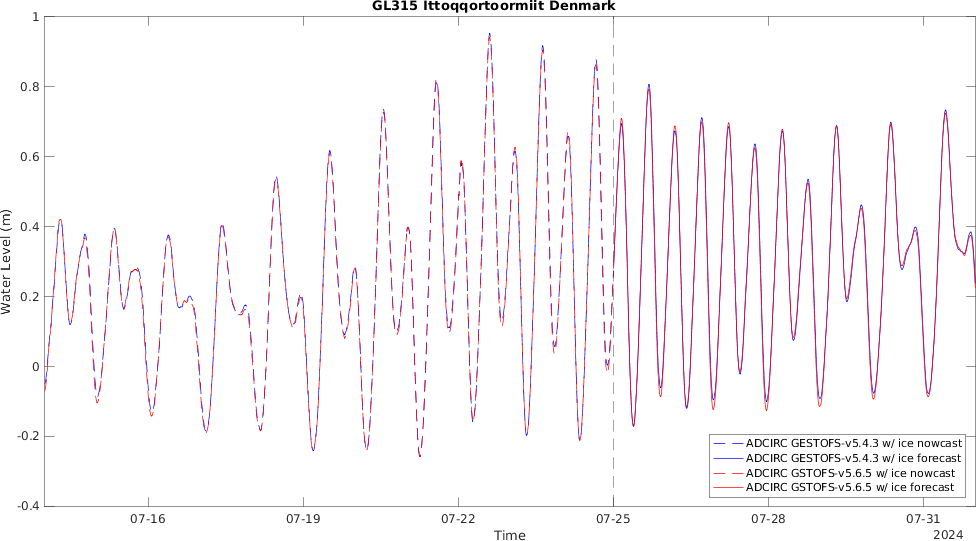 GL315 Ittoqqortoormiit Denmark
1
0.8
0.6
0.4
0.2
0
-0.2
-0.4
Water Level (m)
ADCIRC GESTOFS-v5.4.3 w/ ice nowcast
ADCIRC GESTOFS-v5.4.3 w/ ice forecast
ADCIRC GSTOFS-v5.6.5 w/ ice nowcast
ADCIRC GSTOFS-v5.6.5 w/ ice forecast
07-16 07-19 07-22 07-25 07-28 07-31
Time
2024